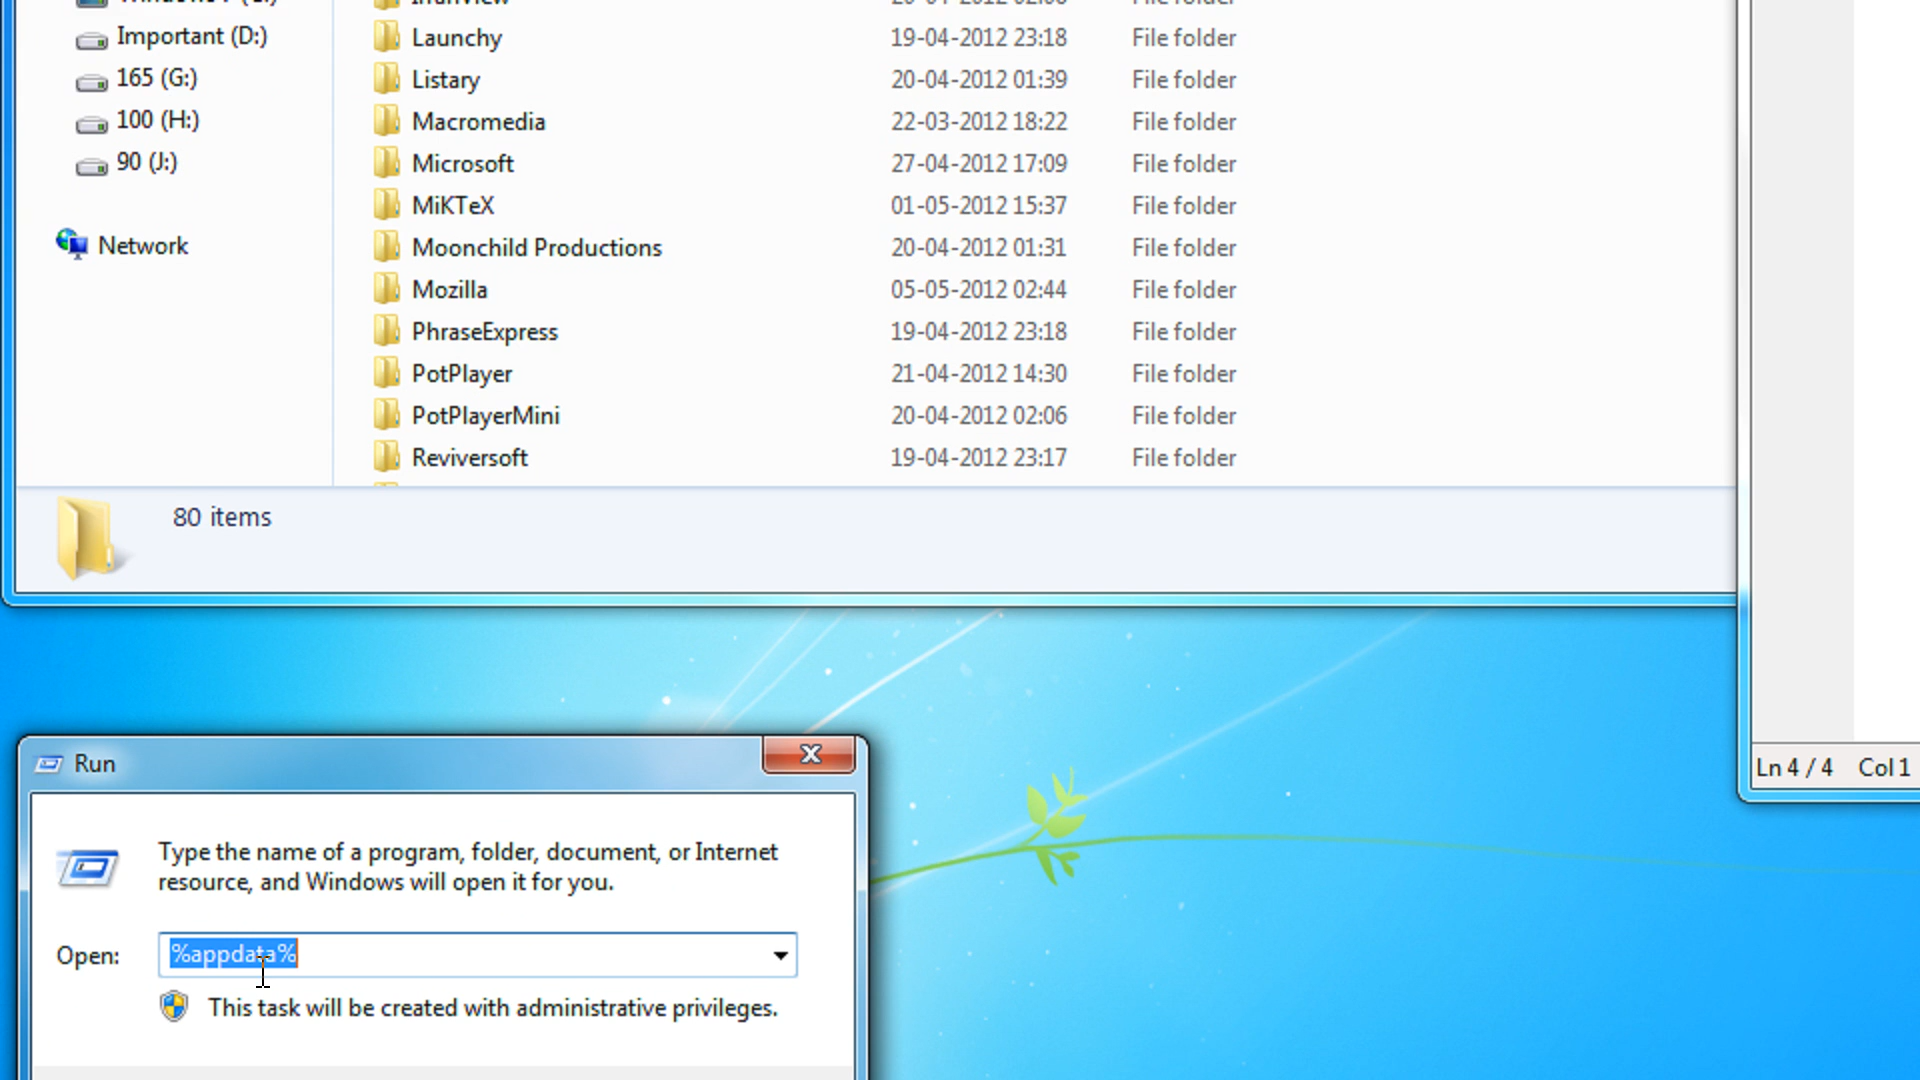 Important (D:)
165 (G:)
100 (H:)
90 (J:)
Network
Launchy 19-04-2012 23:18 File folder
Listary 20-04-2012 01:39 File folder
Macromedia 22-03-2012 18:22 File folder
Microsoft 27-04-2012 17:09 File folder
MiKTeX 01-05-2012 15:37 File folder
Moonchild Productions 20-04-2012 01:31 File folder
Mozilla 05-05-2012 02:44 File folder
PhraseExpress 19-04-2012 23:18 File folder
PotPlayer 21-04-2012 14:30 File folder
PotPlayerMini 20-04-2012 02:06 File folder
Reviversoft 19-04-2012 23:17 File folder
80 items
Ln 4 / 4 Col 1
Run
Type the name of a program, folder, document, or Internet
resource, and Windows will open it for you.
Open: %appdata%
This task will be created with administrative privileges.